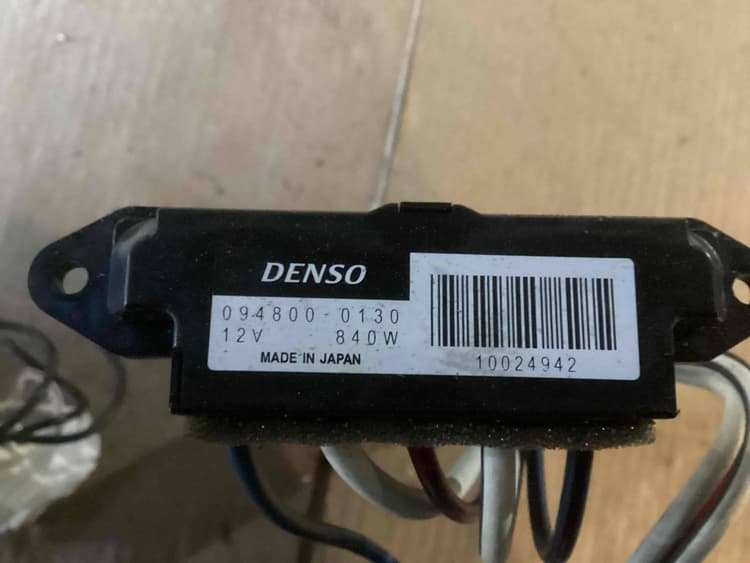 DENSO
094800-0130
12V 840W
MADE IN JAPAN
10024942